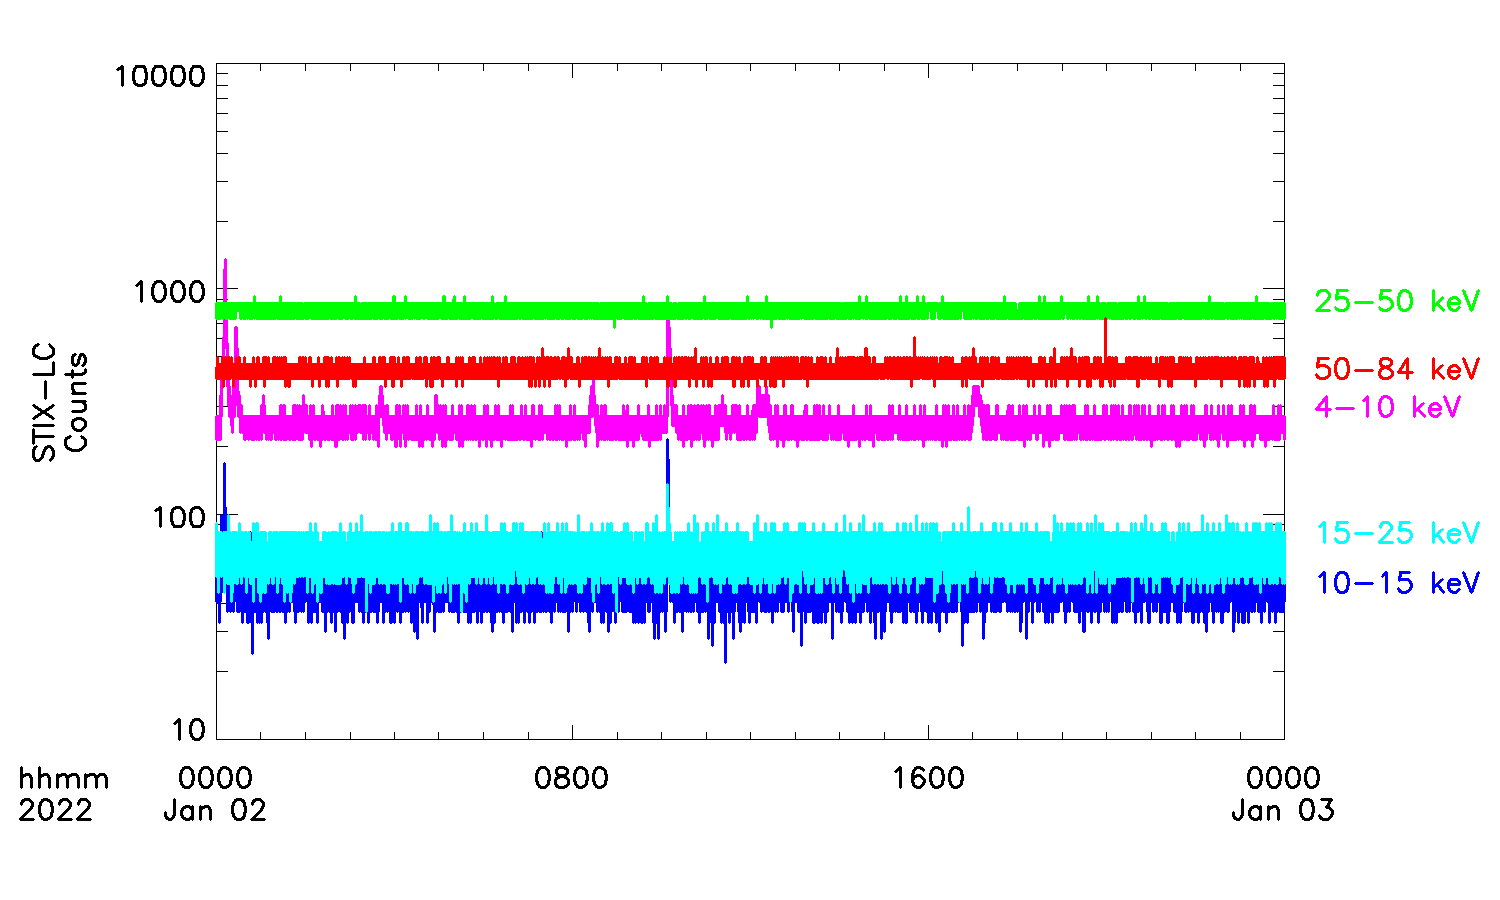 10000
1000
100
10
STIX-LC
Counts
25-50 keV
50-84 keV
4-10 keV
15-25 keV
10-15 keV
hhmm 0000 0800 1600 0000
2022 Jan 02 Jan 03